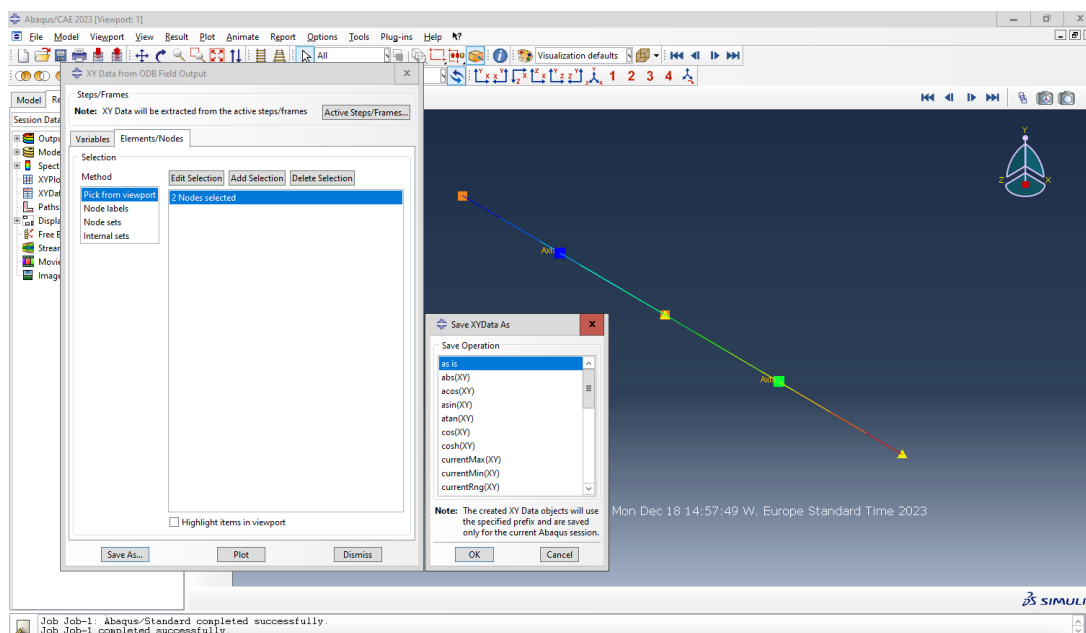 Abaqus/CAE 2023 [Viewport: 1]
File Model Viewport View Result Plot Animate Report Options Tools Plug-ins Help
All
Visualization defaults
1 2 3 4
Model
Session Data
XY Data from ODB Field Output
x
Steps/Frames
Note: XY Data will be extracted from the active steps/frames
Active Steps/Frames...
Variables Elements/Nodes
Selection
Method
Edit Selection Add Selection Delete Selection
Pick from viewport
Node labels
Node sets
Internal sets
2 Nodes selected
Highlight items in viewport
Save As... Plot Dismiss
Outpu
Mode
Spect
XYPlo
XYDat
Paths
Displa
Free B
Strear
Movie
Image
Save XYData As
x
Save Operation
as is
abs(XY)
acos(XY)
asin(XY)
atan(XY)
cos(XY)
cosh(XY)
currentMax(XY)
currentMin(XY)
currentRng(XY)
Note: The created XY Data objects will use
the specified prefix and are saved
only for the current Abaqus session.
OK Cancel
Y
Z X
Mon Dec 18 14:57:49 W. Europe Standard Time 2023
SIMULI
Job Job-1: Abaqus/Standard completed successfully.
Job Job-1 completed successfully.